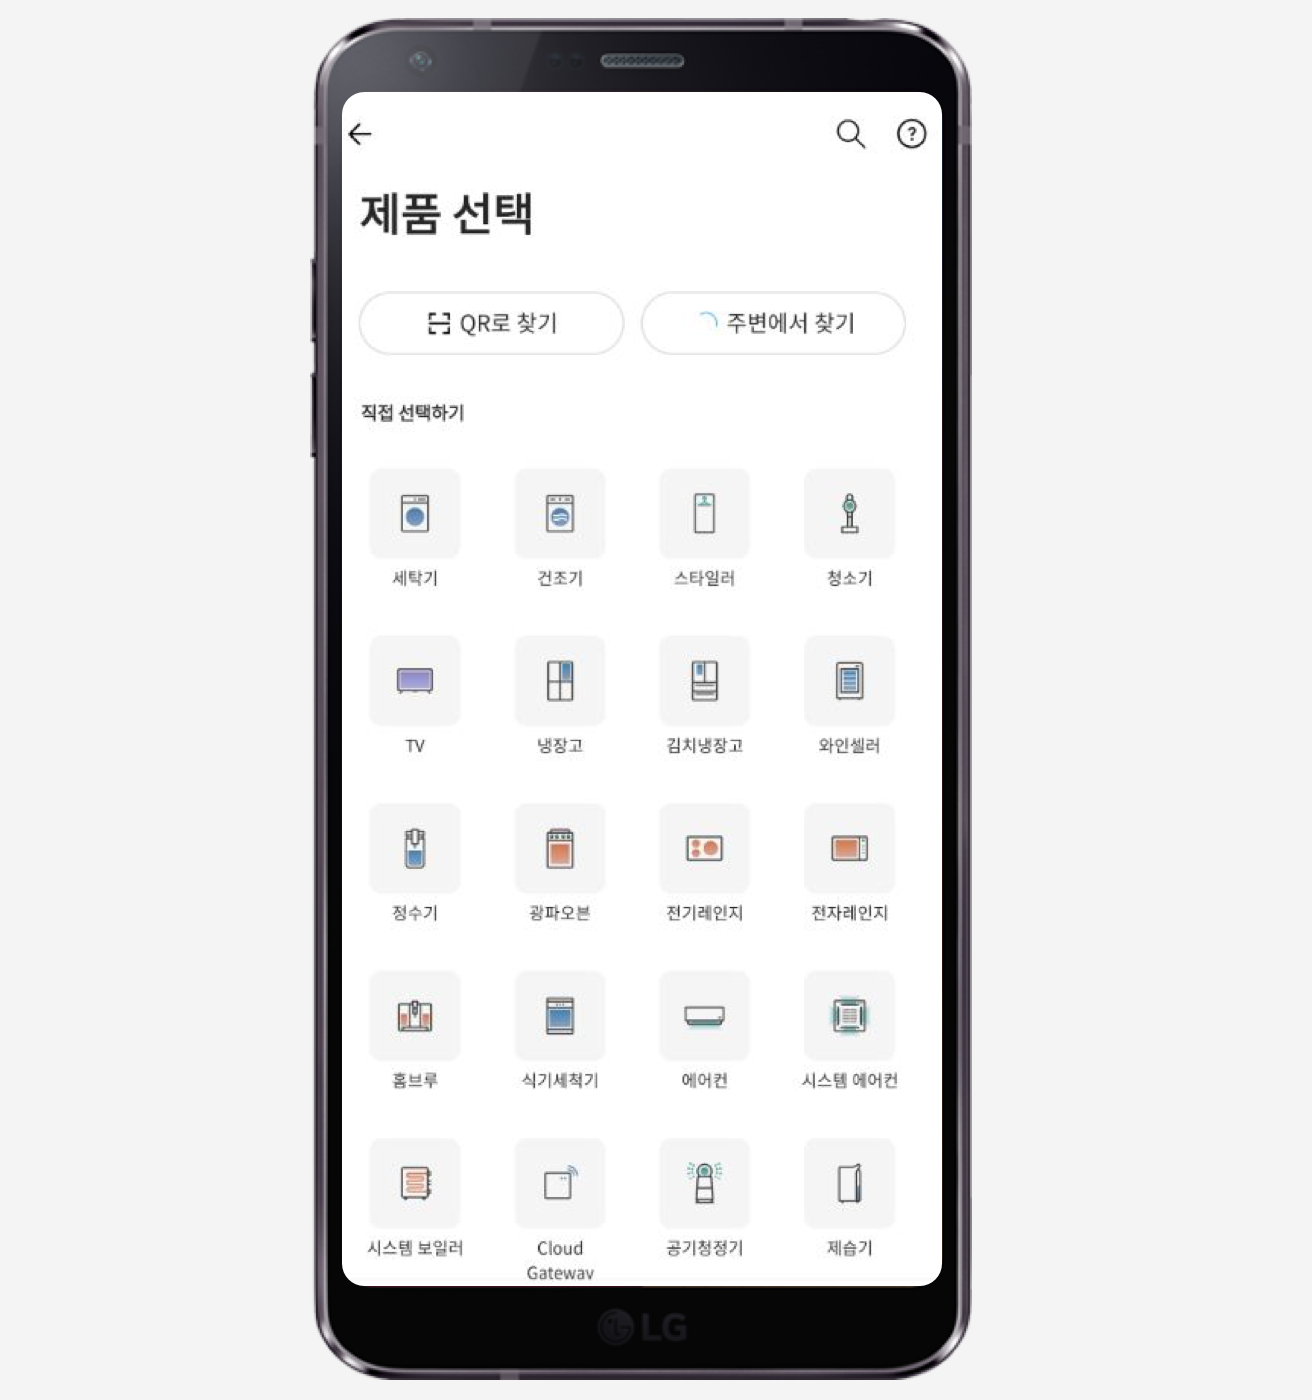 제품 선택
QR로 찾기
주변에서 찾기
직접 선택하기
세탁기
건조기
스타일러
청소기
TV
냉장고
김치냉장고
와인셀러
정수기
광파오븐
전기레인지
전자레인지
홈브루
식기세척기
에어컨
시스템 에어컨
시스템 보일러
Cloud
Gateway
공기청정기
제습기
LG